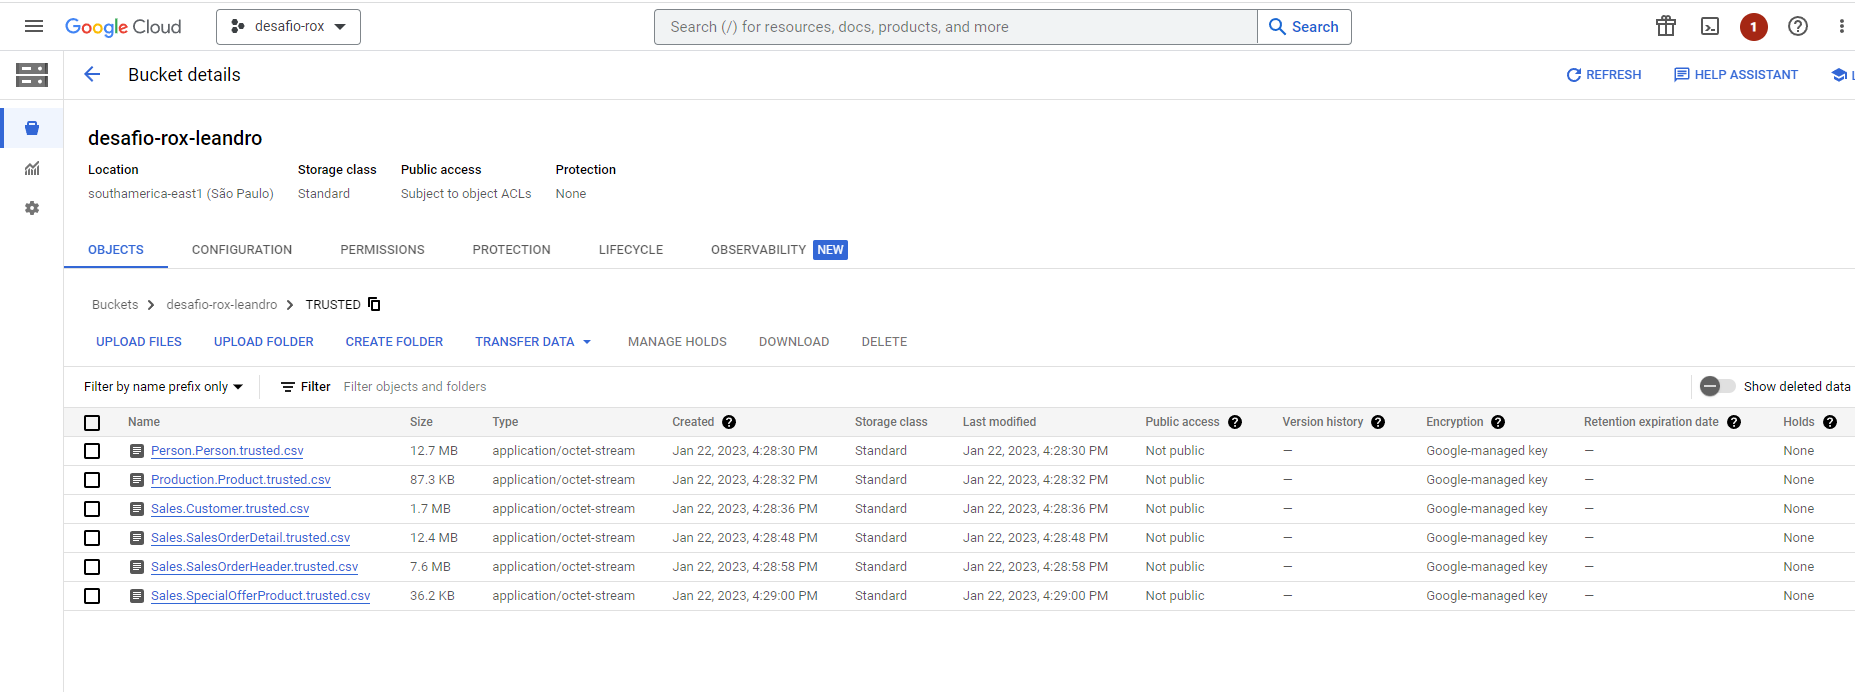 Google Cloud desafio-rox Search (/) for resources, docs, products, and more Search 1
Bucket details REFRESH HELP ASSISTANT L
desafio-rox-leandro
Location Storage class Public access Protection
southamerica-east1 (São Paulo) Standard Subject to object ACLs None
OBJECTS CONFIGURATION PERMISSIONS PROTECTION LIFECYCLE OBSERVABILITY NEW
Buckets > desafio-rox-leandro > TRUSTED
UPLOAD FILES UPLOAD FOLDER CREATE FOLDER TRANSFER DATA MANAGE HOLDS DOWNLOAD DELETE
Filter by name prefix only Filter Filter objects and folders Show deleted data
Name Size Type Created Storage class Last modified Public access Version history Encryption Retention expiration date Holds
Person.Person.trusted.csv 12.7 MB application/octet-stream Jan 22, 2023, 4:28:30 PM Standard Jan 22, 2023, 4:28:30 PM Not public — Google-managed key — None
Production.Product.trusted.csv 87.3 KB application/octet-stream Jan 22, 2023, 4:28:32 PM Standard Jan 22, 2023, 4:28:32 PM Not public — Google-managed key — None
Sales.Customer.trusted.csv 1.7 MB application/octet-stream Jan 22, 2023, 4:28:36 PM Standard Jan 22, 2023, 4:28:36 PM Not public — Google-managed key — None
Sales.SalesOrderDetail.trusted.csv 12.4 MB application/octet-stream Jan 22, 2023, 4:28:48 PM Standard Jan 22, 2023, 4:28:48 PM Not public — Google-managed key — None
Sales.SalesOrderHeader.trusted.csv 7.6 MB application/octet-stream Jan 22, 2023, 4:28:58 PM Standard Jan 22, 2023, 4:28:58 PM Not public — Google-managed key — None
Sales.SpecialOfferProduct.trusted.csv 36.2 KB application/octet-stream Jan 22, 2023, 4:29:00 PM Standard Jan 22, 2023, 4:29:00 PM Not public — Google-managed key — None